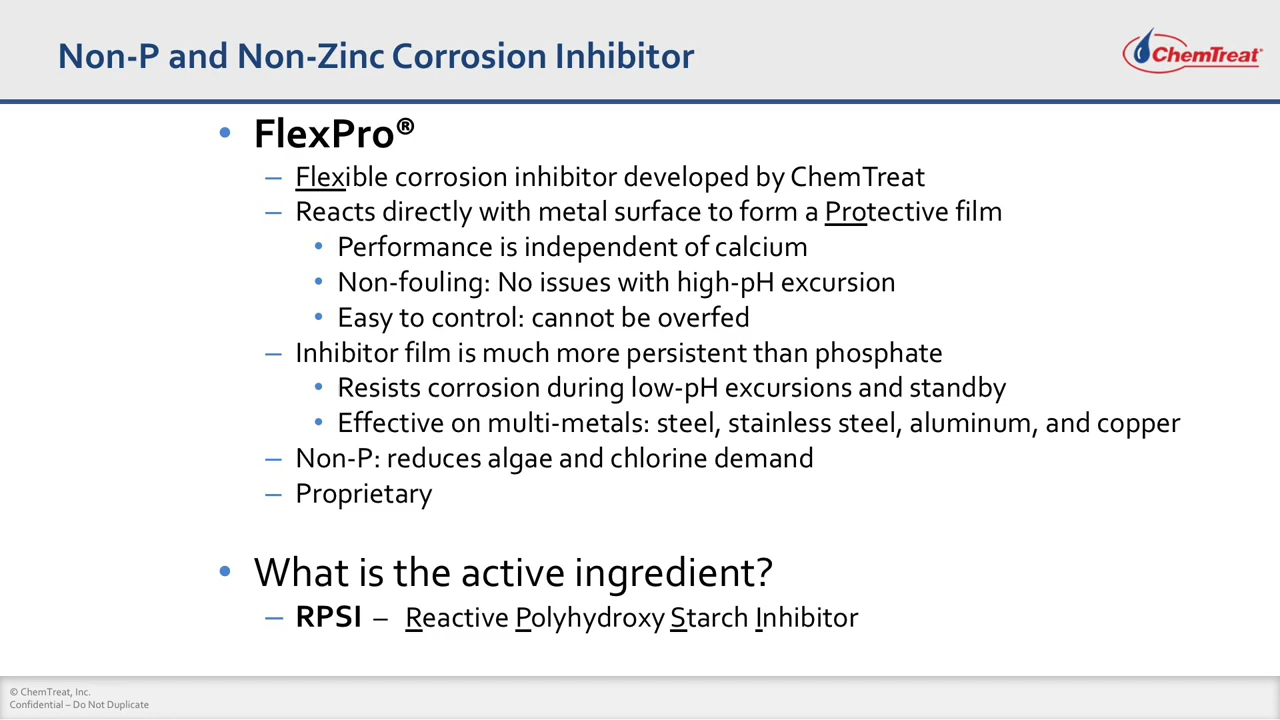 Non-P and Non-Zinc Corrosion Inhibitor
ChemTreat®
• FlexPro®
– Flexible corrosion inhibitor developed by ChemTreat
– Reacts directly with metal surface to form a Protective film
• Performance is independent of calcium
• Non-fouling: No issues with high-pH excursion
• Easy to control: cannot be overfed
– Inhibitor film is much more persistent than phosphate
• Resists corrosion during low-pH excursions and standby
• Effective on multi-metals: steel, stainless steel, aluminum, and copper
– Non-P: reduces algae and chlorine demand
– Proprietary
• What is the active ingredient?
– RPSI – Reactive Polyhydroxy Starch Inhibitor
© ChemTreat, Inc.
Confidential – Do Not Duplicate